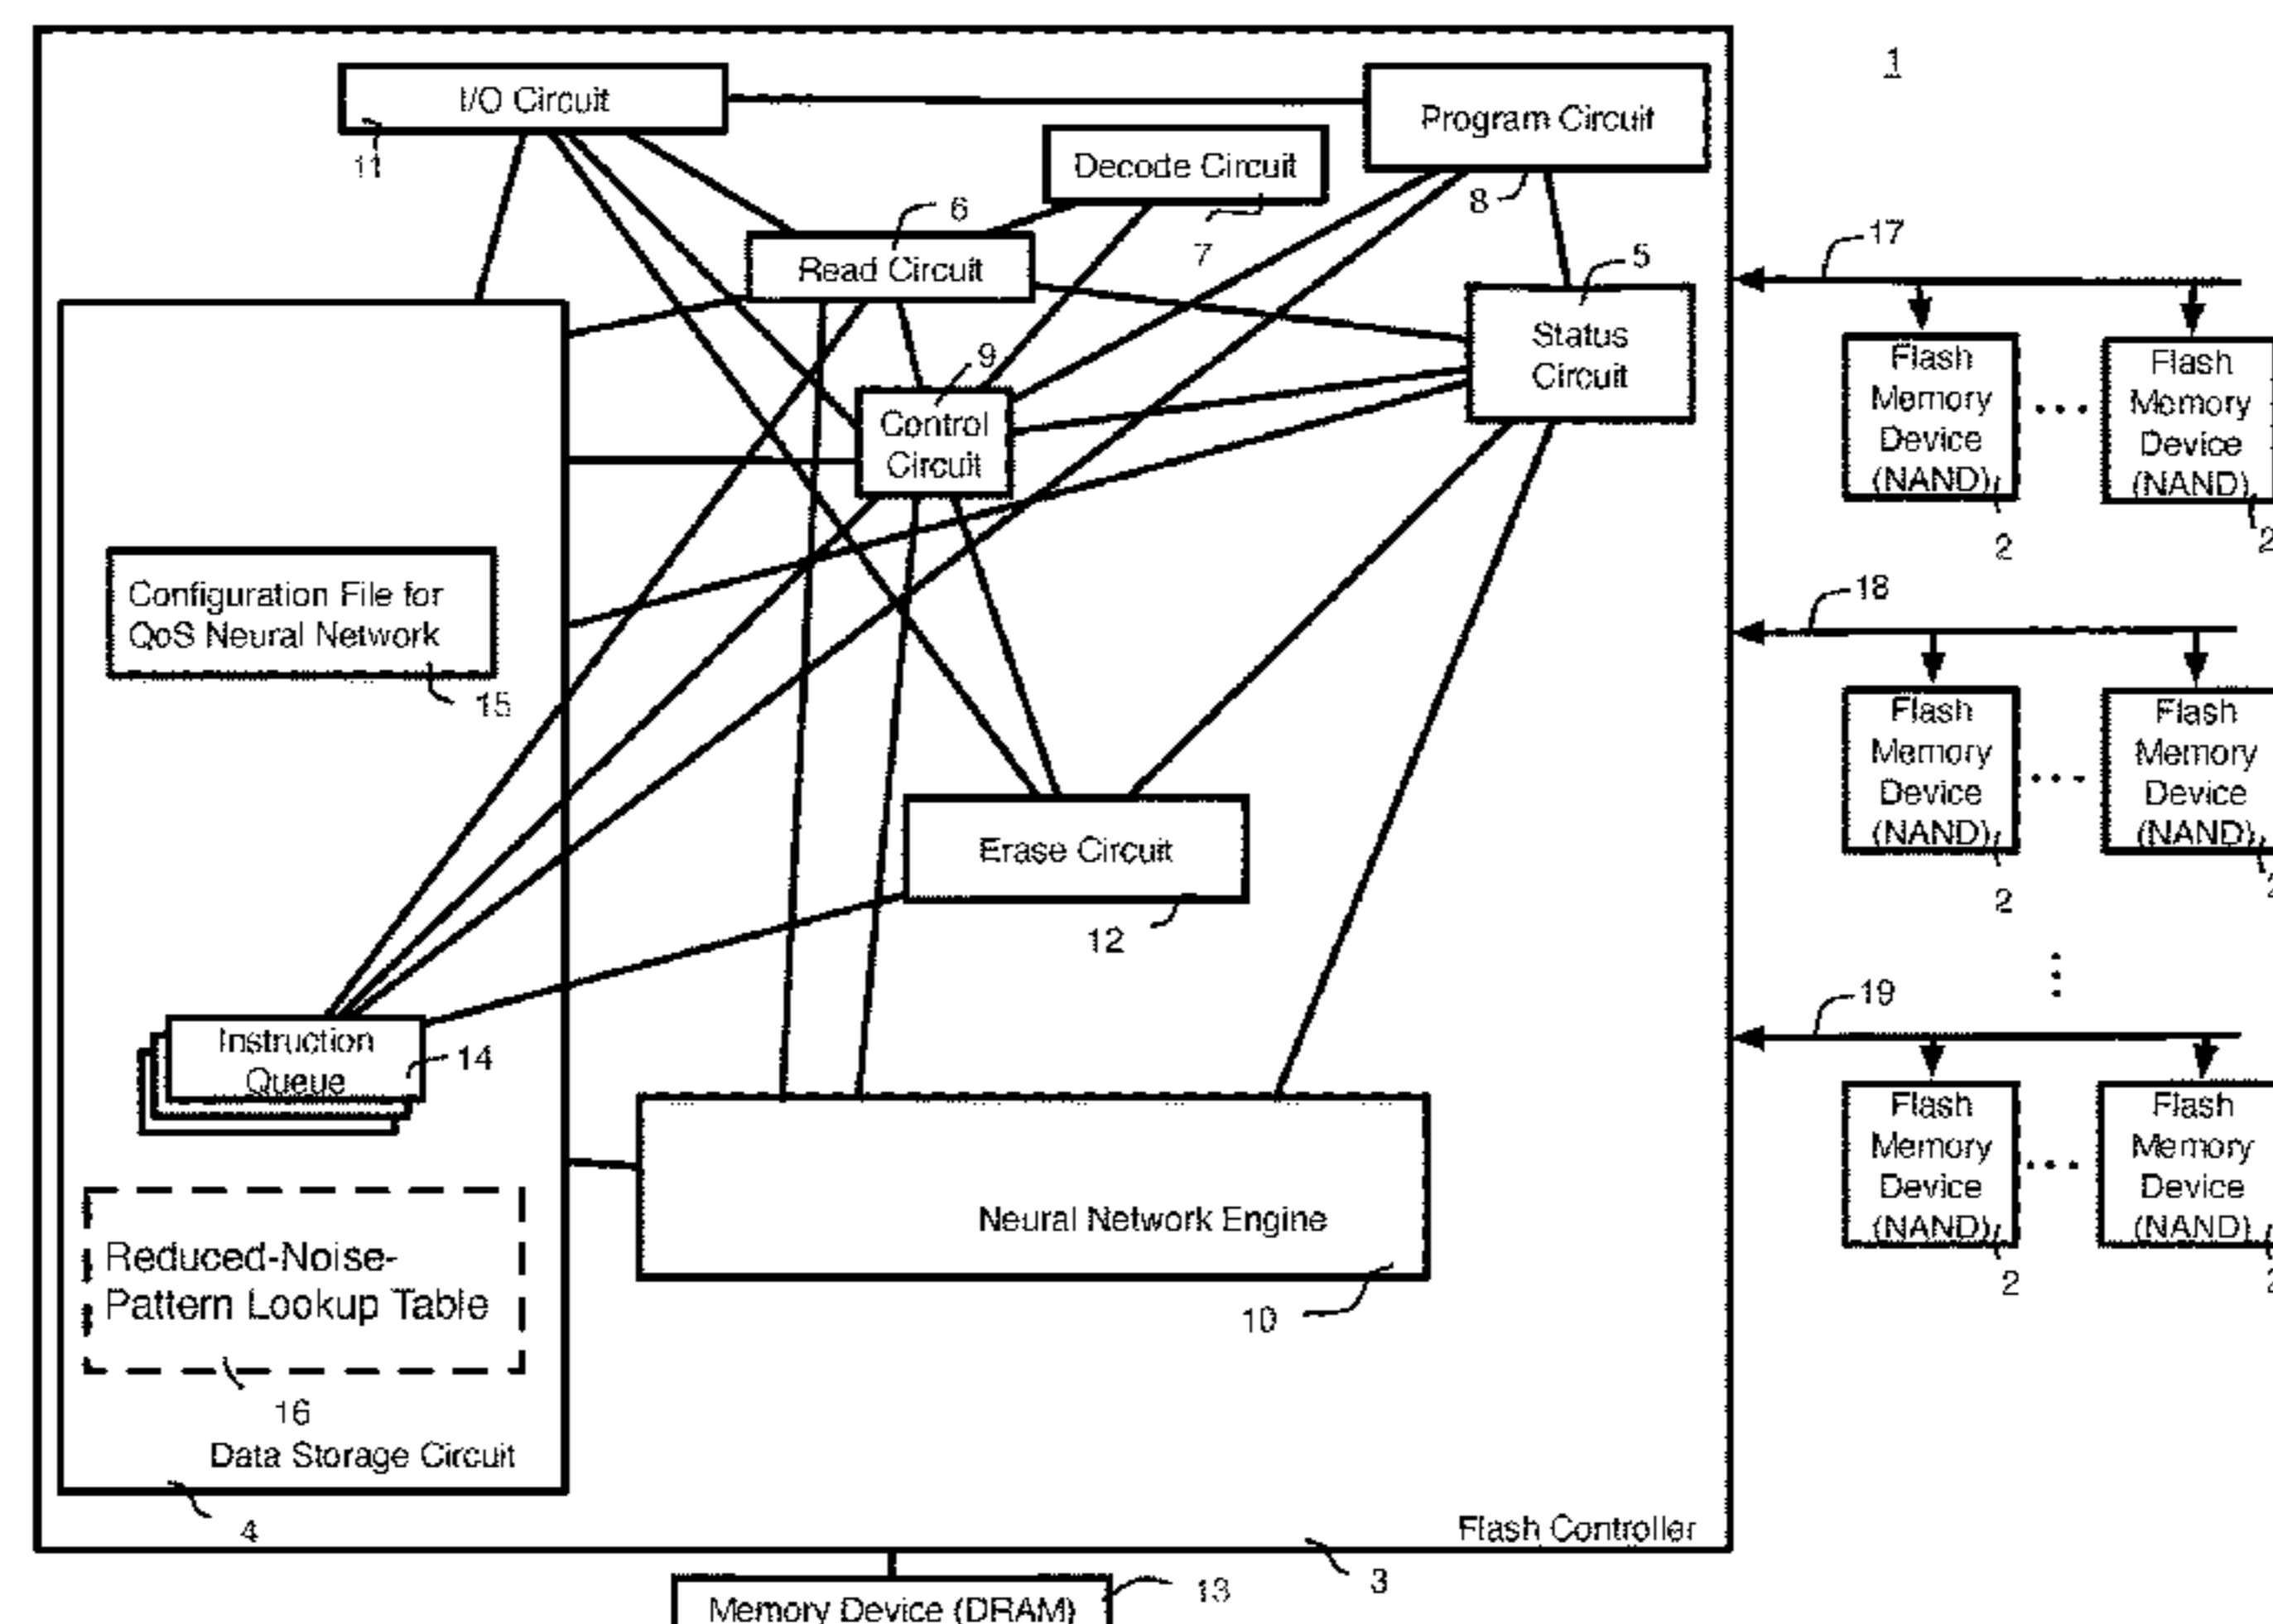 1
I/O Circuit
11
Program Circuit
8
Decode Circuit
7
6
Read Circuit
5
Status
Circuit
9
Control
Circuit
Configuration File for
QoS Neural Network
15
Erase Circuit
12
Instruction
Queue
14
Neural Network Engine
10
Reduced-Noise-
Pattern Lookup Table
16
Data Storage Circuit
4
Flash Controller
3
Memory Device (DRAM)
13
17
Flash
Memory
Device
(NAND)
2
Flash
Memory
Device
(NAND)
2
18
Flash
Memory
Device
(NAND)
2
Flash
Memory
Device
(NAND)
2
19
Flash
Memory
Device
(NAND)
2
Flash
Memory
Device
(NAND)
2